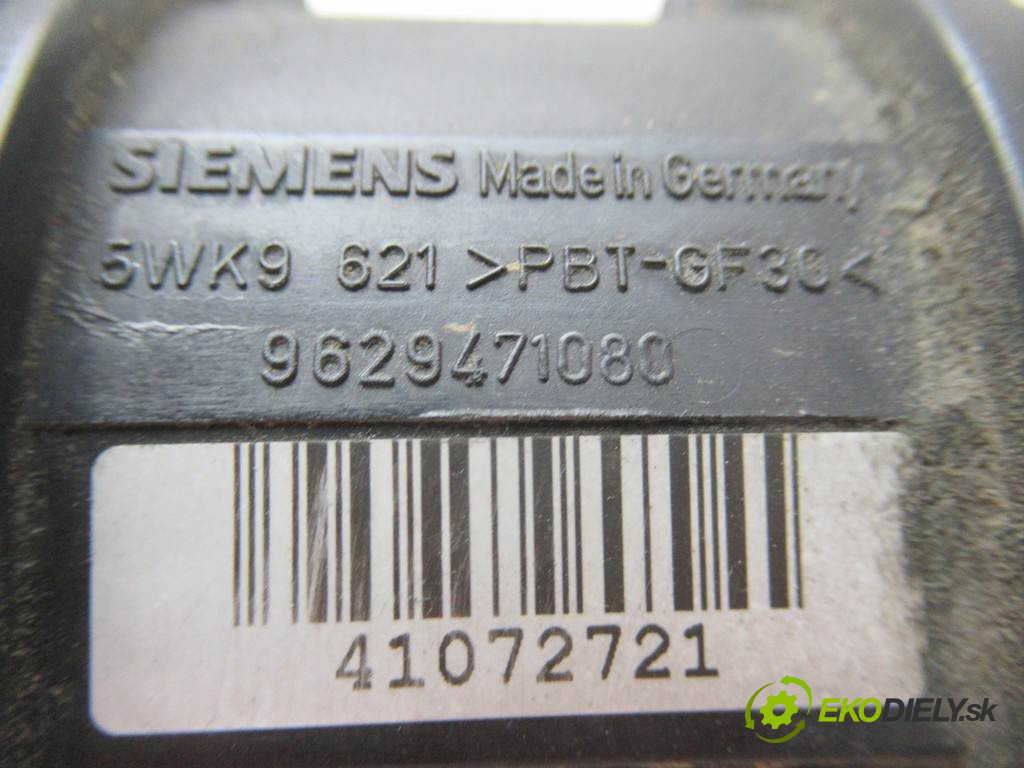 SIEMENS Made in Germany
5WK9 621 >PBT-GF30<
9629471080
41072721
EKODIELY.sk